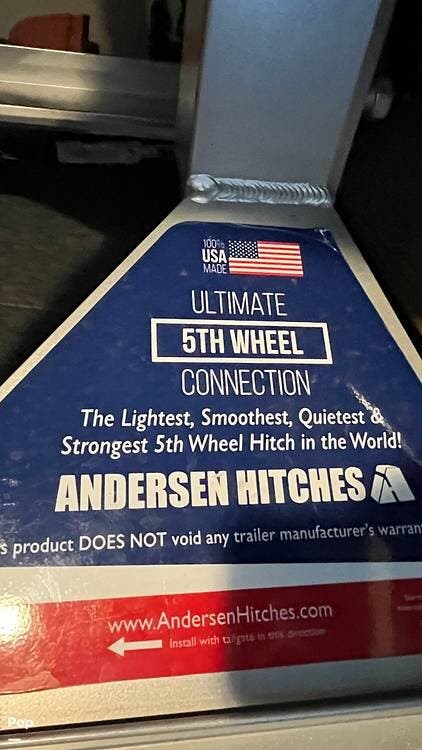 100%
USA
MADE
ULTIMATE
5TH WHEEL
CONNECTION
The Lightest, Smoothest, Quietest &
Strongest 5th Wheel Hitch in the World!
ANDERSEN HITCHES
s product DOES NOT void any trailer manufacturer's warran
www.AndersenHitches.com
Install with tailgate in this direction
Pop